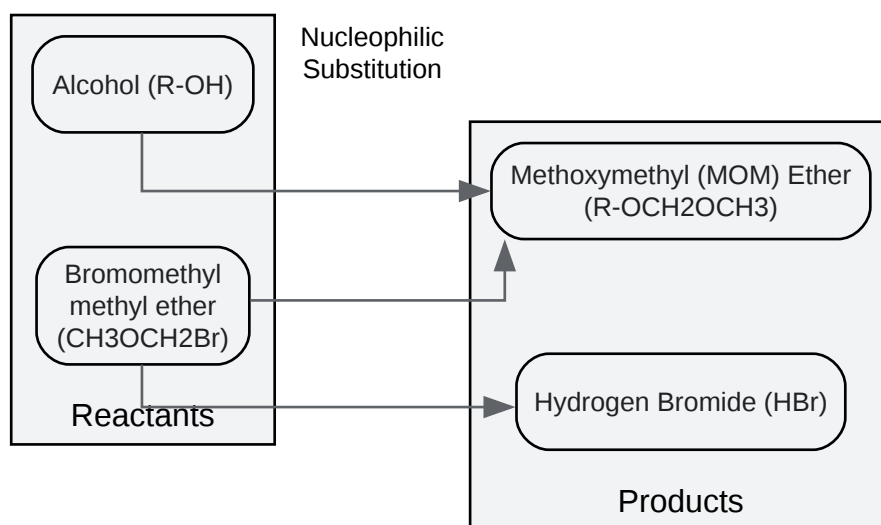 Nucleophilic
Substitution
Alcohol (R-OH)
Bromomethyl
methyl ether
(CH3OCH2Br)
Reactants
Methoxymethyl (MOM) Ether
(R-OCH2OCH3)
Hydrogen Bromide (HBr)
Products